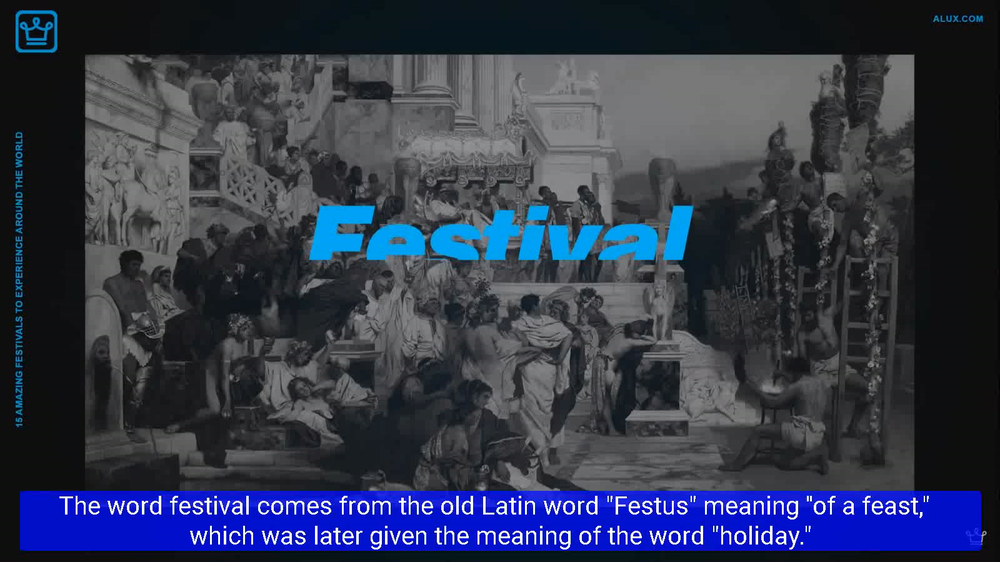 ALUX.COM
15 AMAZING FESTIVALS TO EXPERIENCE AROUND THE WORLD
Festival
The word festival comes from the old Latin word "Festus" meaning "of a feast,"
which was later given the meaning of the word "holiday."